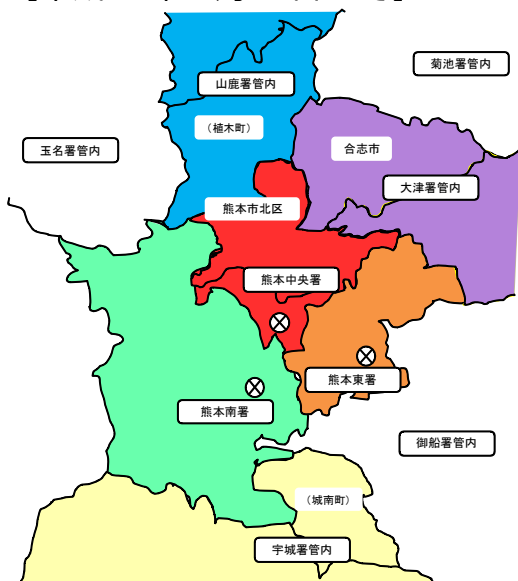 菊池署管内
山鹿署管内
（植木町）
玉名署管内
合志市
大津署管内
熊本市北区
熊本中央署
熊本東署
熊本南署
御船署管内
（城南町）
宇城署管内